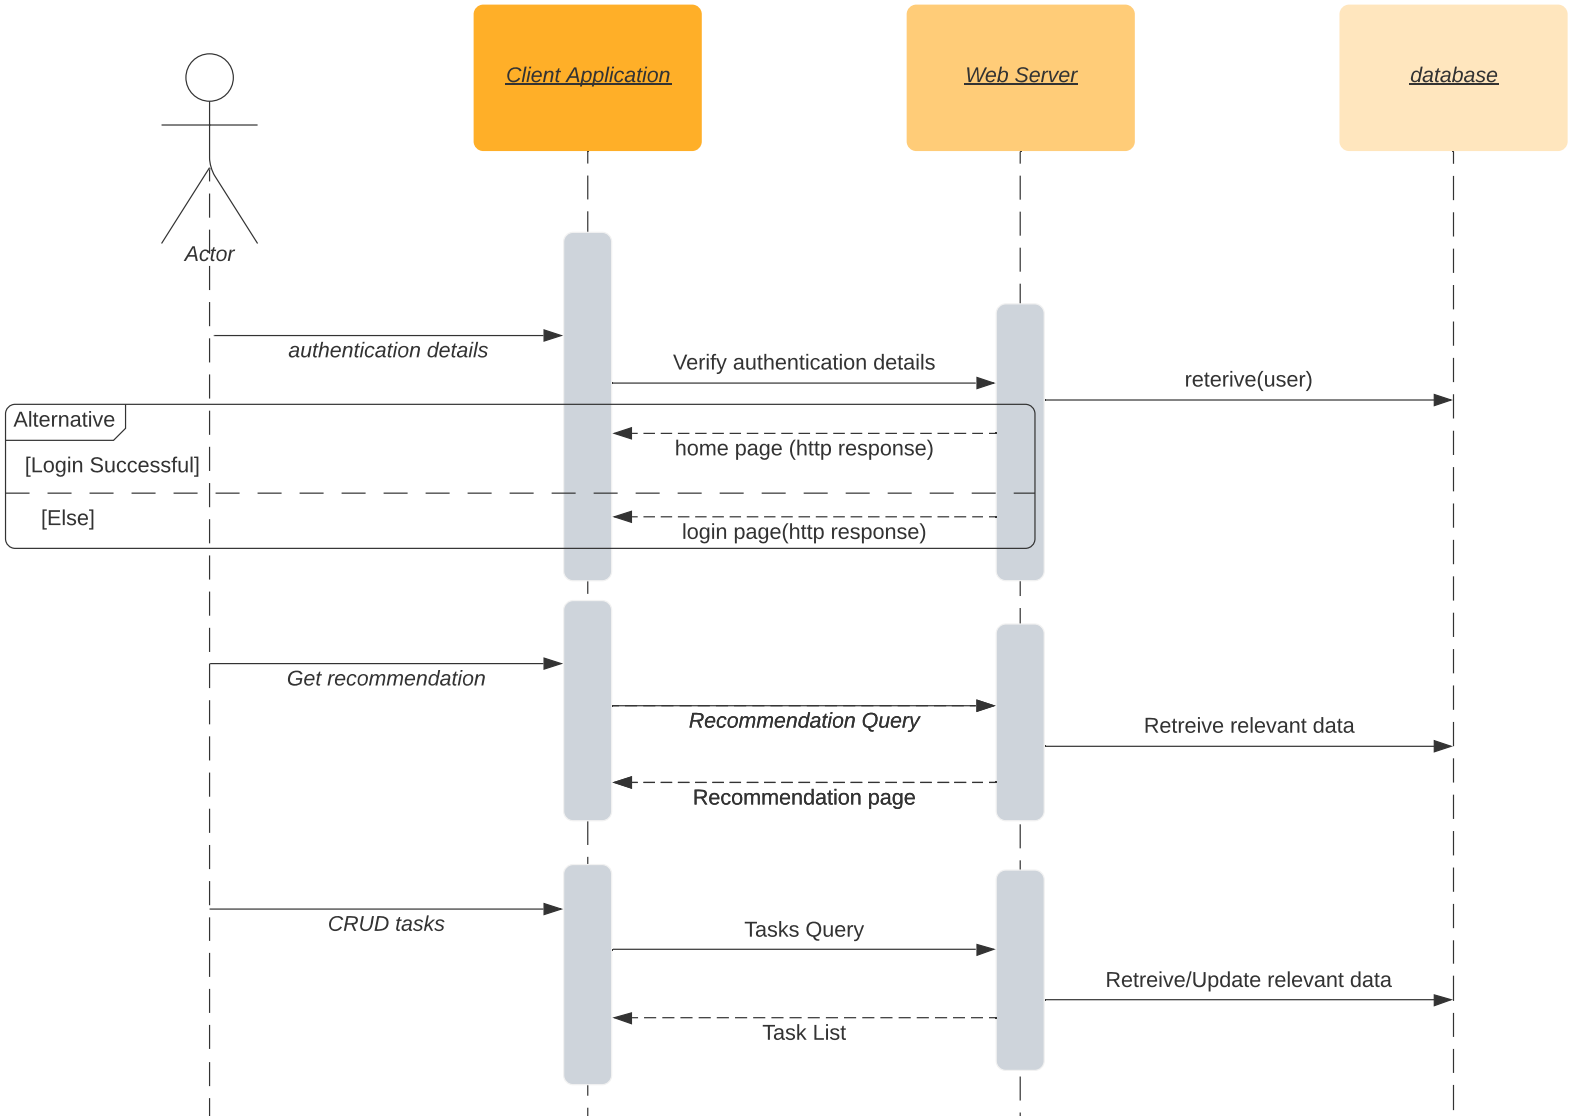 Client Application
Web Server
database
Actor
authentication details
Verify authentication details
reterive(user)
Alternative
home page (http response)
[Login Successful]
[Else]
login page(http response)
Get recommendation
Recommendation Query
Retreive relevant data
Recommendation page
CRUD tasks
Tasks Query
Retreive/Update relevant data
Task List